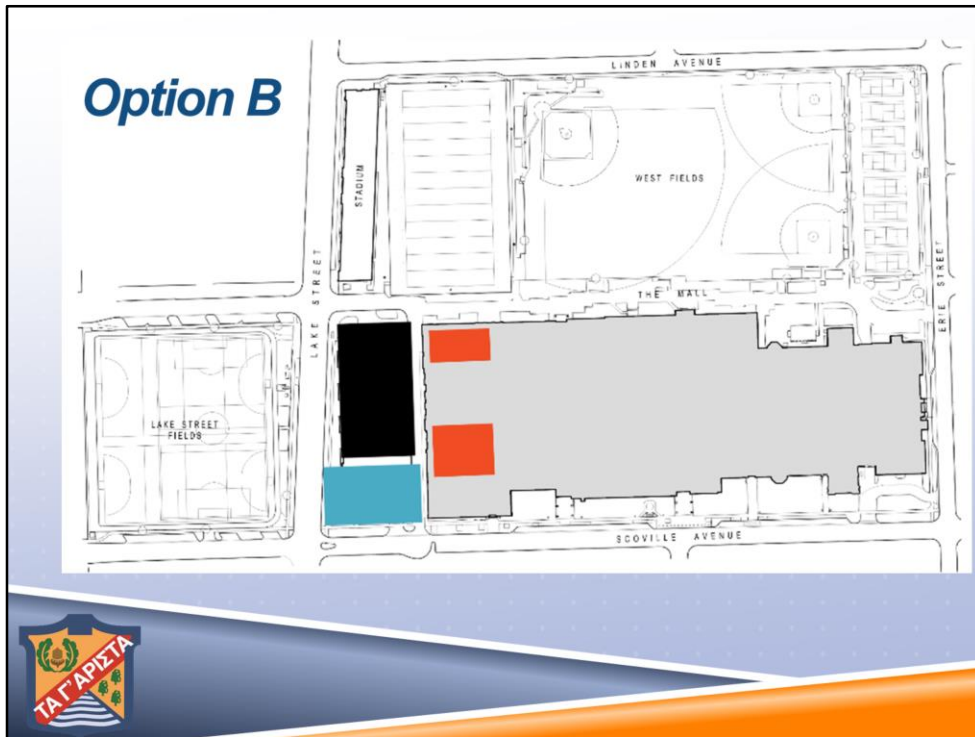 Option B
LINDEN AVENUE
STADIUM
WEST FIELDS
LAKE STREET
THE MALL
ERIE STREET
LAKE STREET
FIELDS
SCOVILLE AVENUE
ΤΑ Γ'ΑΡΙΣΤΑ